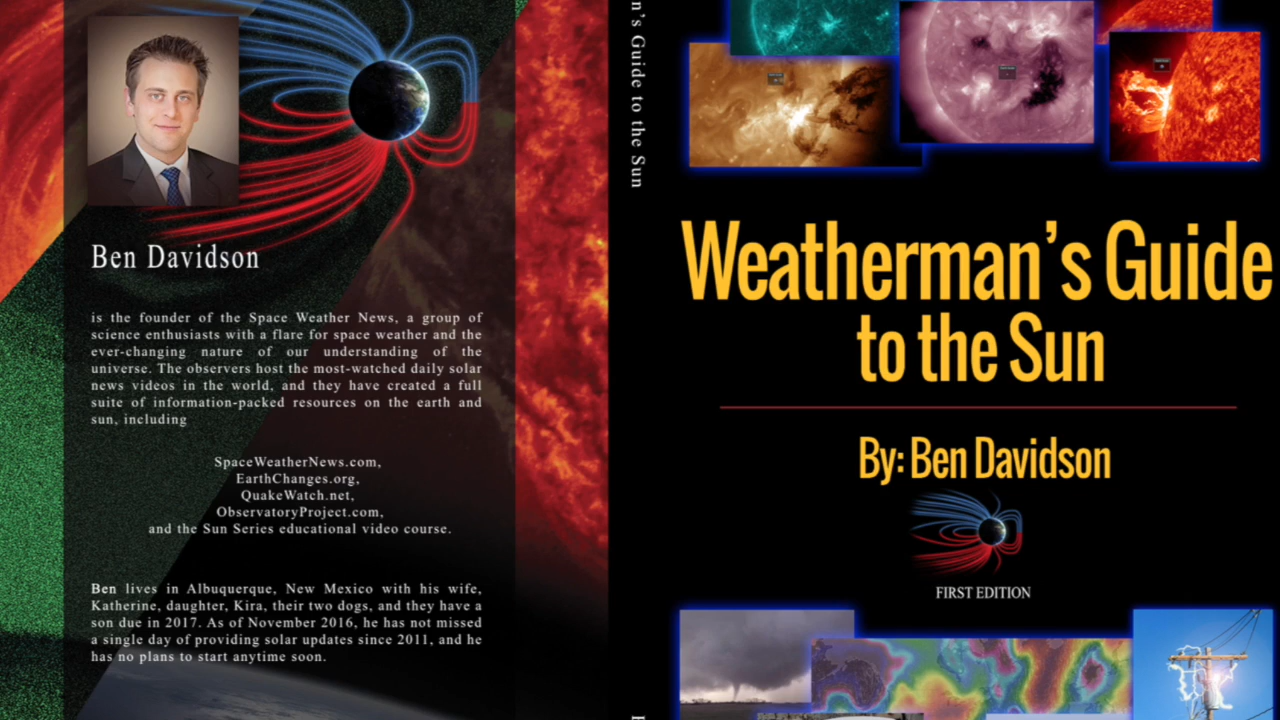 Ben Davidson
is the founder of the Space Weather News, a group of
science enthusiasts with a flare for space weather and the
ever-changing nature of our understanding of the
universe. The observers host the most-watched daily solar
news videos in the world, and they have created a full
suite of information-packed resources on the earth and
sun, including
SpaceWeatherNews.com,
EarthChanges.org,
QuakeWatch.net,
ObservatoryProject.com,
and the Sun Series educational video course.
Ben lives in Albuquerque, New Mexico with his wife,
Katherine, daughter, Kira, their two dogs, and they have a
son due in 2017. As of November 2016, he has not missed
a single day of providing solar updates since 2011, and he
has no plans to start anytime soon.
n's Guide to the Sun
Weatherman's Guide
to the Sun
By: Ben Davidson
FIRST EDITION